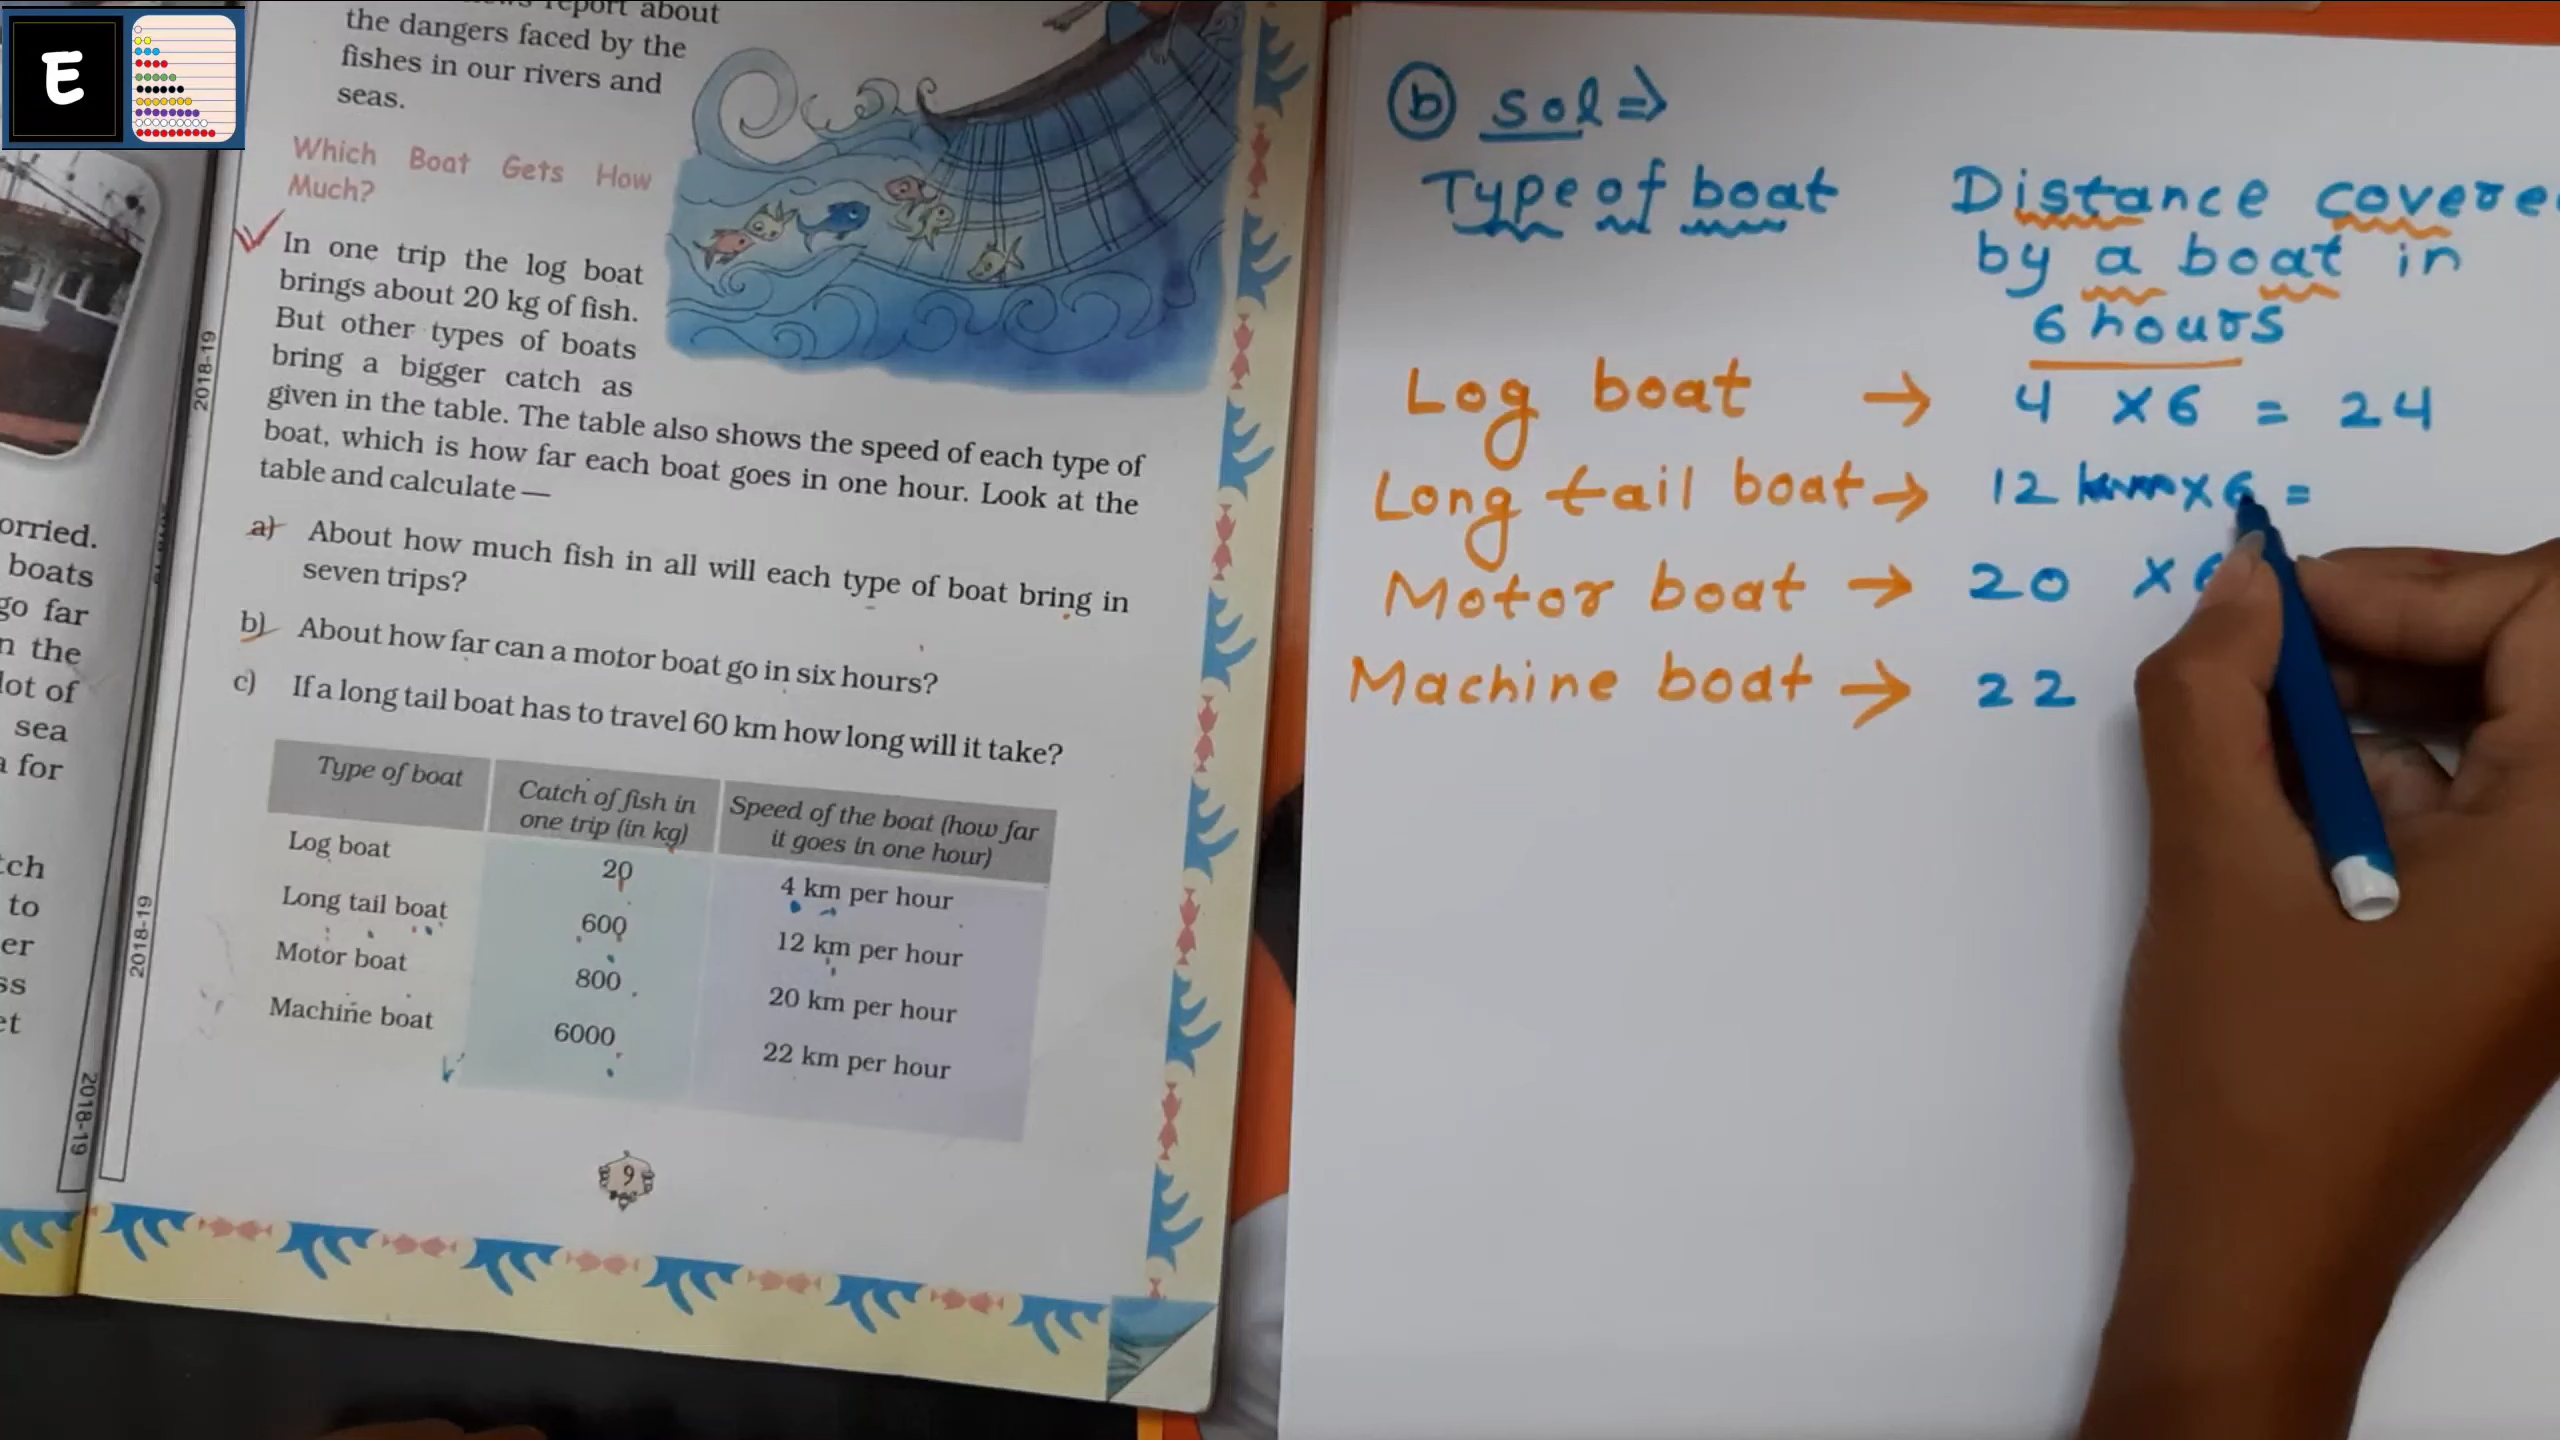 E
report about
the dangers faced by the
fishes in our rivers and
seas.
Which Boat Gets How
Much?
In one trip the log boat
brings about 20 kg of fish.
But other types of boats
bring a bigger catch as
given in the table. The table also shows the speed of each type of
boat, which is how far each boat goes in one hour. Look at the
table and calculate —
a) About how much fish in all will each type of boat bring in
seven trips?
b) About how far can a motor boat go in six hours?
c) If a long tail boat has to travel 60 km how long will it take?
Type of boat Catch of fish in one trip (in kg) Speed of the boat (how far it goes in one hour)
Log boat 20 4 km per hour
Long tail boat 600 12 km per hour
Motor boat 800 20 km per hour
Machine boat 6000 22 km per hour
9
2018-19
2018-19
2018-19
orried.
boats
go far
n the
lot of
sea
a for
tch
to
er
ss
et
b sol ⇒
Type of boat Distance covere
by a boat in
6 hours
Log boat → 4 × 6 = 24
Long tail boat → 12 × 6 =
Motor boat → 20 × 6
Machine boat → 22